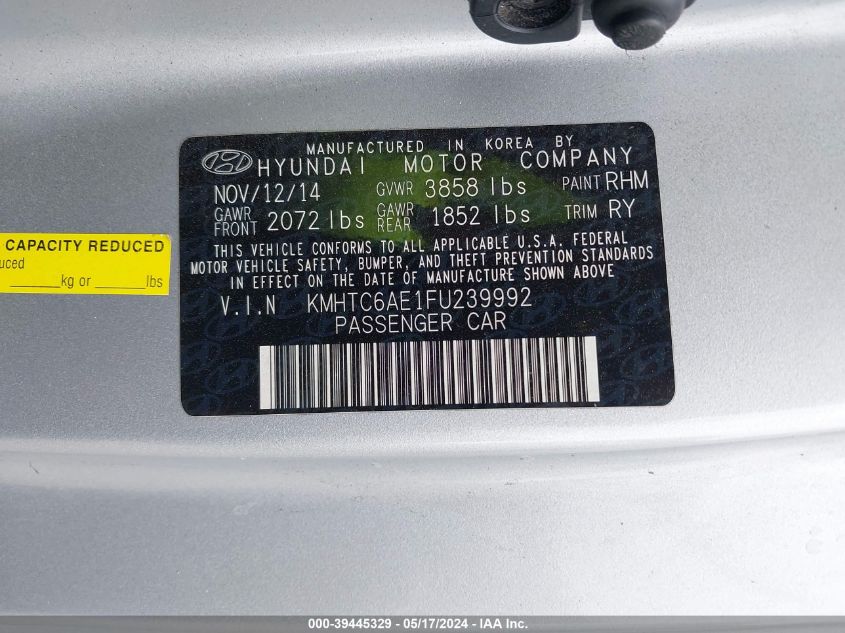 MANUFACTURED IN KOREA BY
HYUNDAI MOTOR COMPANY
NOV/12/14 GVWR 3858 lbs PAINT RHM
GAWR FRONT 2072 lbs GAWR REAR 1852 lbs TRIM RY
THIS VEHICLE CONFORMS TO ALL APPLICABLE U.S.A. FEDERAL
MOTOR VEHICLE SAFETY, BUMPER, AND THEFT PREVENTION STANDARDS
IN EFFECT ON THE DATE OF MANUFACTURE SHOWN ABOVE
V.I.N KMHTC6AE1FU239992
PASSENGER CAR
CAPACITY REDUCED
uced
______kg or ______lbs
000-39445329 - 05/17/2024 - IAA Inc.